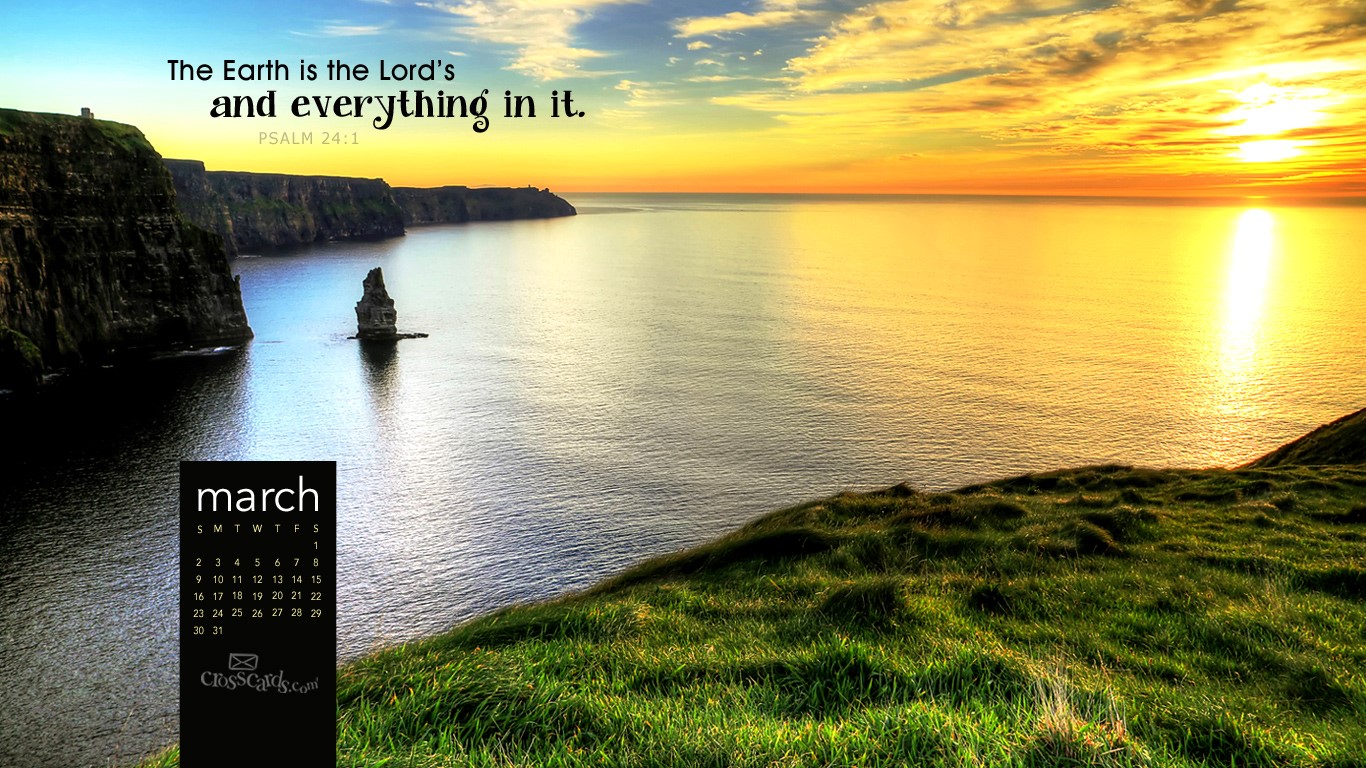 The Earth is the Lord's
and everything in it.
PSALM 24:1
march
S M T W T F S
1
2 3 4 5 6 7 8
9 10 11 12 13 14 15
16 17 18 19 20 21 22
23 24 25 26 27 28 29
30 31
crosscards.com